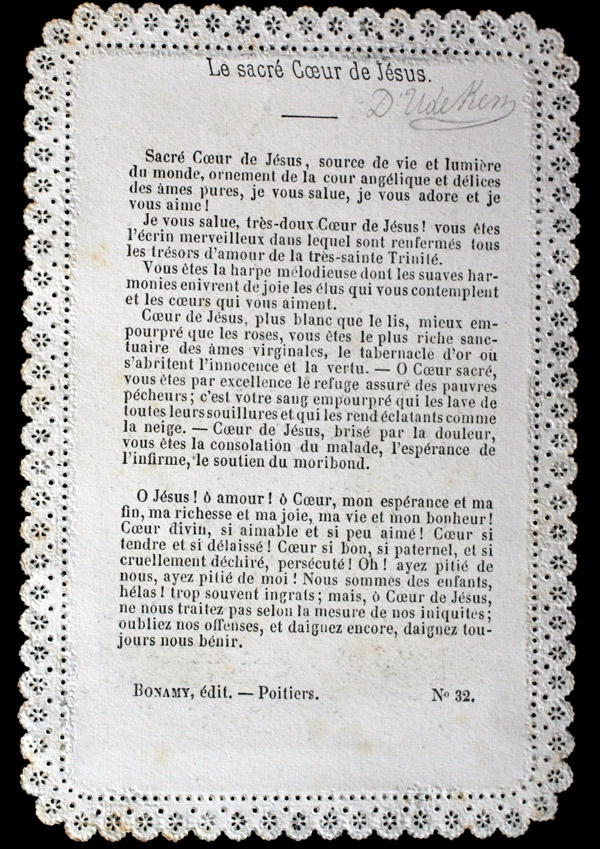 Le sacré Cœur de Jésus.
D'UdeKem
Sacré Cœur de Jésus, source de vie et lumière
du monde, ornement de la cour angélique et délices
des âmes pures, je vous salue, je vous adore et je
vous aime !
Je vous salue, très-doux Cœur de Jésus ! vous êtes
l'écrin merveilleux dans lequel sont renfermés tous
les trésors d'amour de la très-sainte Trinité.
Vous êtes la harpe mélodieuse dont les suaves har-
monies enivrent de joie les élus qui vous contemplent
et les cœurs qui vous aiment.
Cœur de Jésus, plus blanc que le lis, mieux em-
pourpré que les roses, vous êtes le plus riche sanc-
tuaire des âmes virginales, le tabernacle d'or où
s'abritent l'innocence et la vertu. — O Cœur sacré,
vous êtes par excellence le refuge assuré des pauvres
pécheurs ; c'est votre sang empourpré qui les lave de
toutes leurs souillures et qui les rend éclatants comme
la neige. — Cœur de Jésus, brisé par la douleur,
vous êtes la consolation du malade, l'espérance de
l'infirme, le soutien du moribond.
O Jésus ! ô amour ! ô Cœur, mon espérance et ma
fin, ma richesse et ma joie, ma vie et mon bonheur !
Cœur divin, si aimable et si peu aimé ! Cœur si
tendre et si délaissé ! Cœur si bon, si paternel, et si
cruellement déchiré, persécuté ! Oh ! ayez pitié de
nous, ayez pitié de moi ! Nous sommes des enfants,
hélas ! trop souvent ingrats ; mais, ô Cœur de Jésus,
ne nous traitez pas selon la mesure de nos iniquites ;
oubliez nos offenses, et daignez encore, daignez tou-
jours nous bénir.
BONAMY, édit. — Poitiers. No 32.